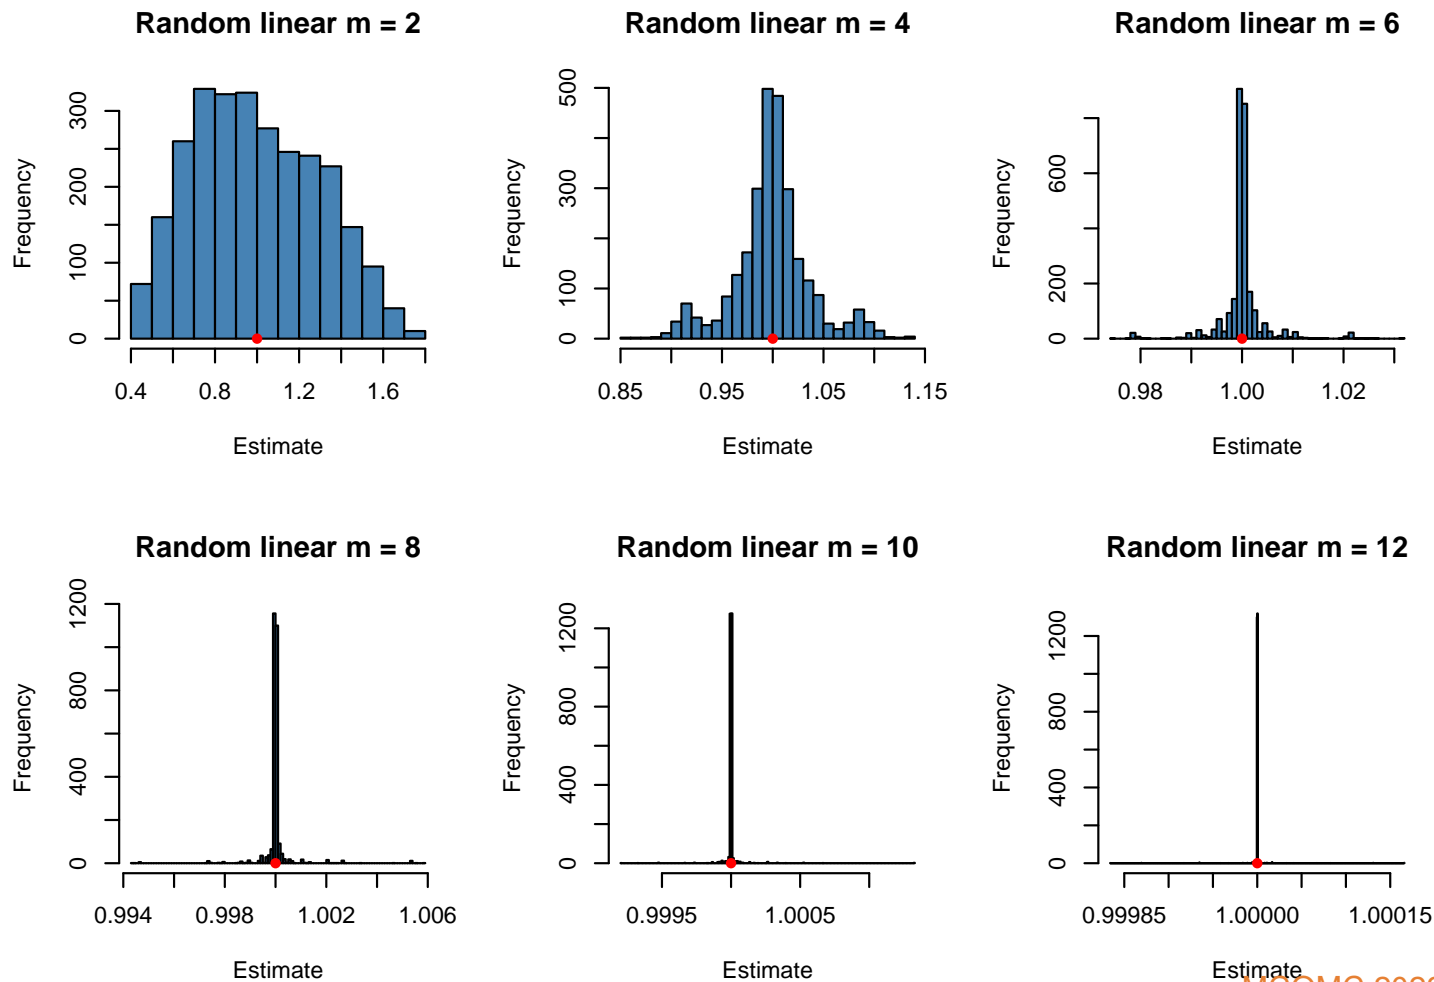 Random linear m = 2
Frequency
0
100
200
300
0.4
0.8
1.2
1.6
Estimate
Random linear m = 4
Frequency
0
100
300
500
0.85
0.95
1.05
1.15
Estimate
Random linear m = 6
Frequency
0
200
600
0.98
1.00
1.02
Estimate
Random linear m = 8
Frequency
0
400
800
1200
0.994
0.998
1.002
1.006
Estimate
Random linear m = 10
Frequency
0
400
800
1200
0.9995
1.0005
Estimate
Random linear m = 12
Frequency
0
400
800
1200
0.99985
1.00000
1.00015
Estimate